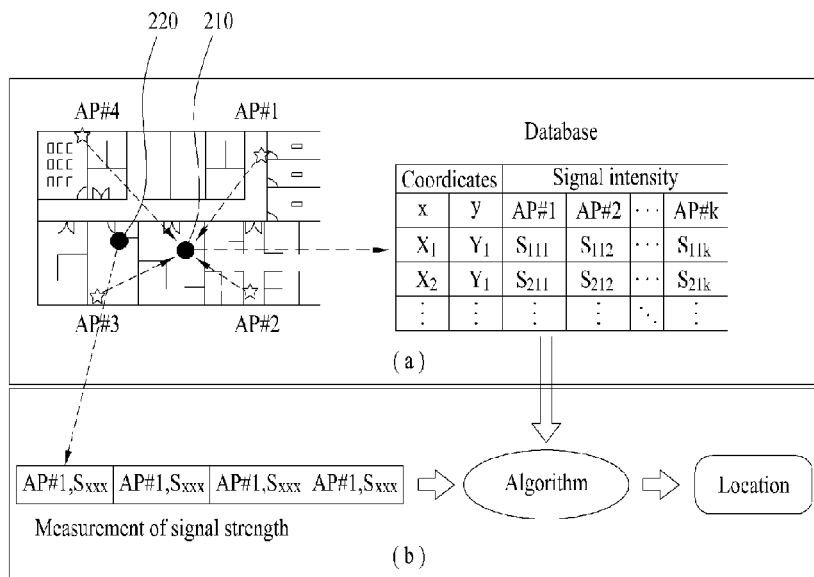 220 210
AP#4 AP#1
Database
Coordicates Signal intensity
x y AP#1 AP#2 ··· AP#k
X1 Y1 S111 S112 ··· S11k
X2 Y1 S211 S212 ··· S21k
⋮ ⋮ ⋮ ⋮ ⋱ ⋮
AP#3 AP#2
( a )
AP#1,Sxxx AP#1,Sxxx AP#1,Sxxx AP#1,Sxxx
Algorithm
Location
Measurement of signal strength
( b )